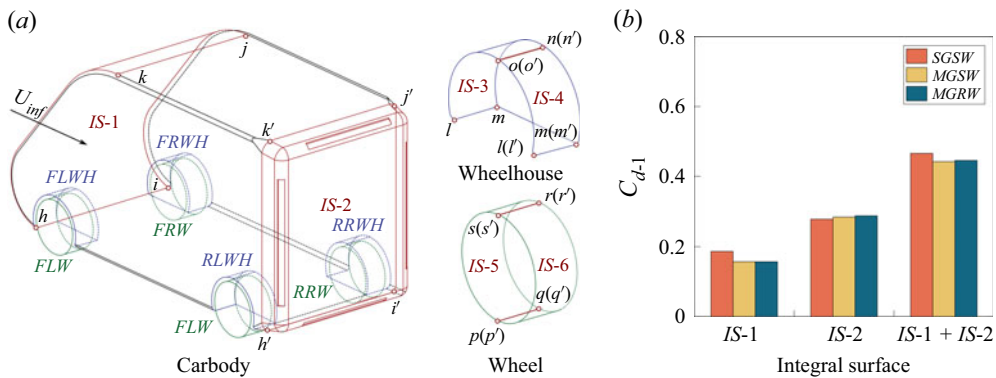 (a)
j
k
U_inf
IS-1
j′
k′
FRWH
FLWH
i
h
IS-2
FRW
RRWH
FLW
RLWH
RRW
i′
FLW
h′
Carbody
n(n′)
o(o′)
IS-3
IS-4
l
m
m(m′)
l(l′)
Wheelhouse
r(r′)
s(s′)
IS-5
IS-6
q(q′)
p(p′)
Wheel
(b)
0.8
0.6
0.4
0.2
0
C_d-1
SGSW
MGSW
MGRW
IS-1
IS-2
IS-1 + IS-2
Integral surface